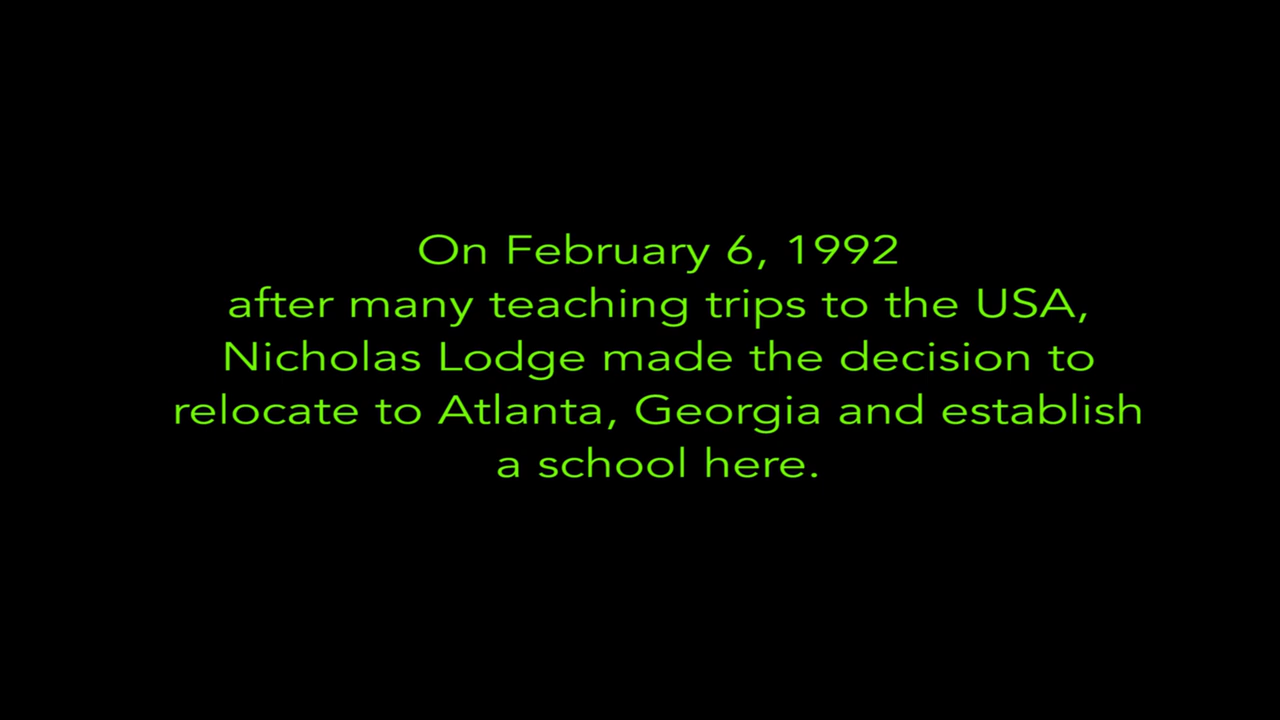 On February 6, 1992
after many teaching trips to the USA,
Nicholas Lodge made the decision to
relocate to Atlanta, Georgia and establish
a school here.